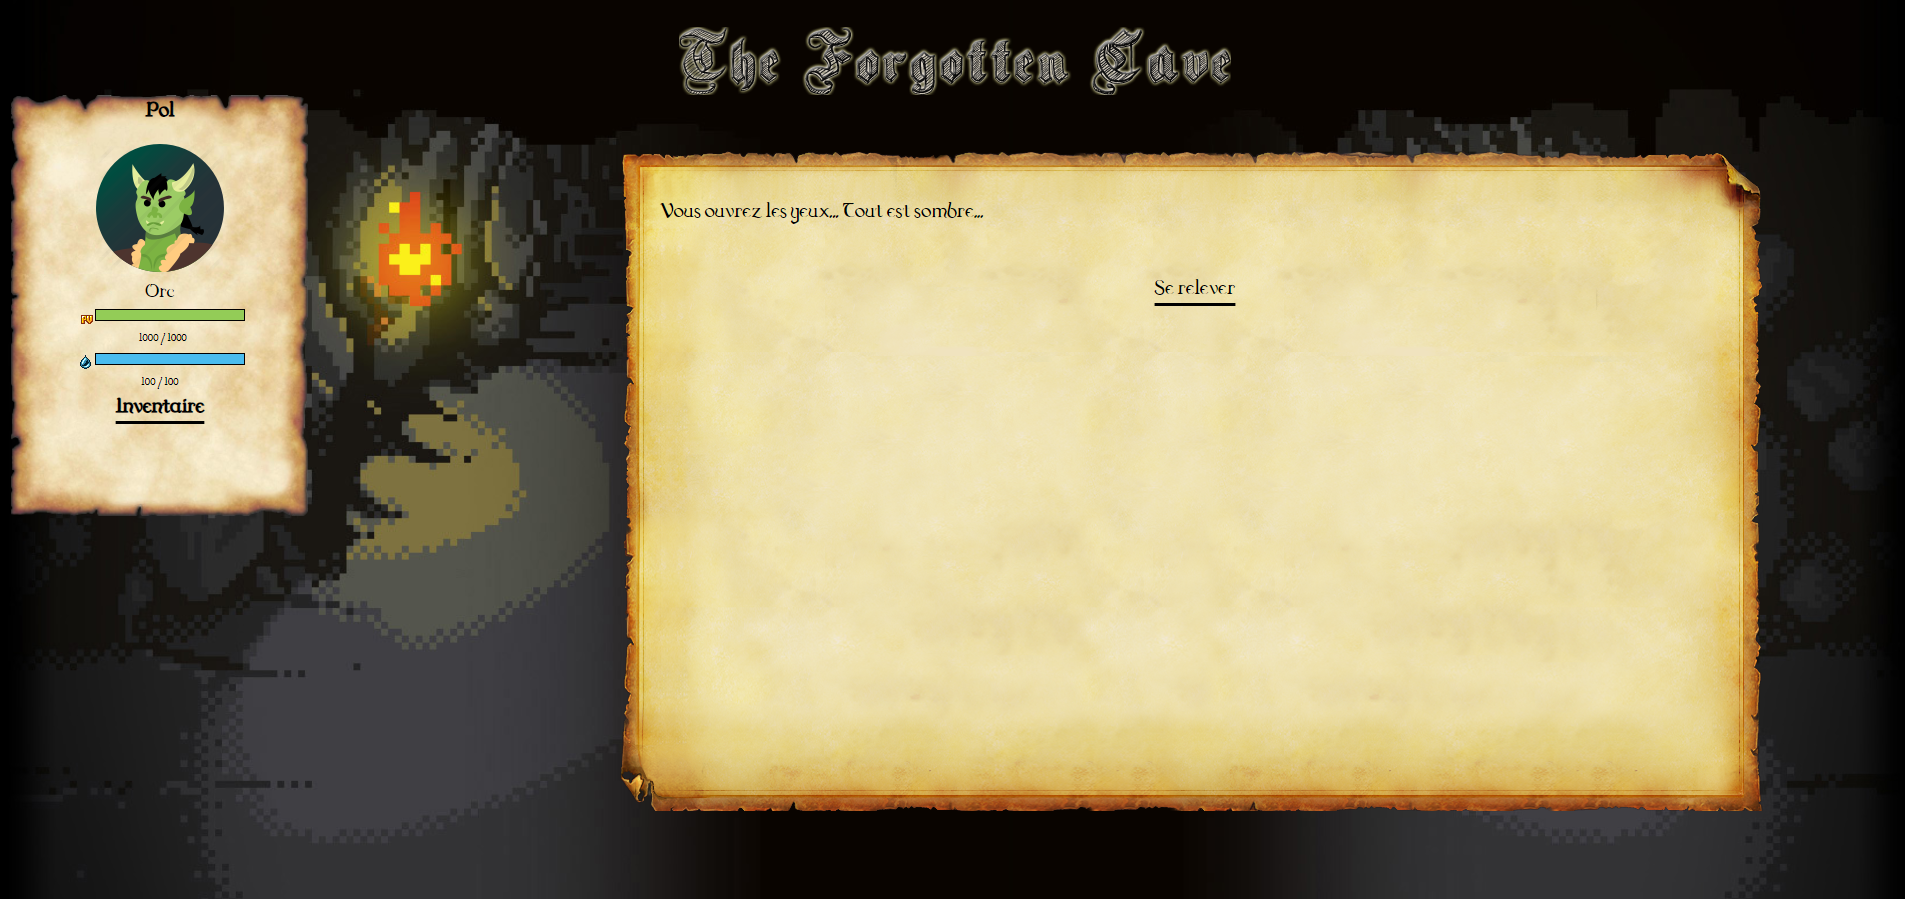 The Forgotten Cave
Pol
Orc
PV
1000 / 1000
100 / 100
Inventaire
Vous ouvrez les yeux... Tout est sombre...
Se relever